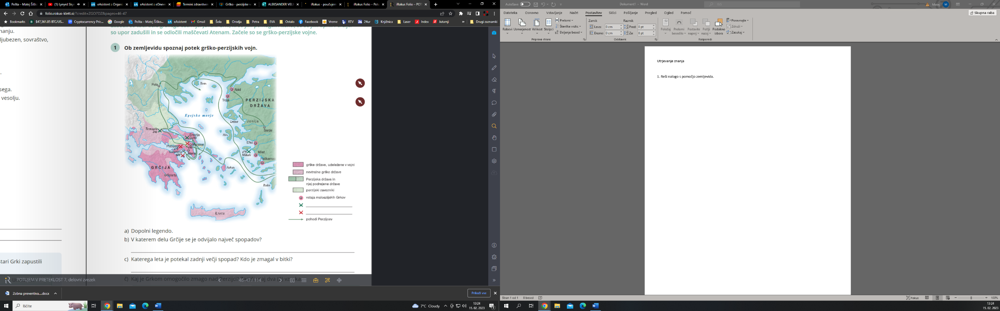 Pošta – Matej Šiško
(1) Lynyrd Sky
eAsistent :: Organi
eAsistent :: eDnev
Termini zdravstven
Grško - perzijske v
ALEKSANDER VEL
iRokus - poučujem
iRokus Folio – Potu
iRokus Folio – POT
folio.rokus-klett.si/?credit=ZGO7DZ&pages=46-47
Bookmarks
$47,361.85 BTC/US...
Cryptocurrency Pric...
Google
Pošta – Matej Šiško...
eAsistent
Gmail
Šola
Orodja
Petra
EVA
Ostalo
Facebook
Vreme
RTV
24ur
Knjižnica
Laser
Index
Jutarnji
»
Drugi zaznamki
nanju.
ljubezen, sovraštvo,
sega.
vesolju.
stari Grki zapustili
so upor zadušili in se odločili maščevati Atenam. Začele so se grško-perzijske vojne.
1 Ob zemljevidu spoznaj potek grško-perzijskih vojn.
Pela
Tasos
Abid
Troja
PERZIJSKA
DRŽAVA
Egejsko morje
Lezbos
Jonija
Sarde
Termopile
490
Hios
Eretrija
490
Efez
Plataje
479
Maraton
490
Salamina
480
Atene
479
Mikale
Milet
Halikarnas
GRČIJA
Naksos
Sparta
Rodos
Kreta
grške države, udeležene v vojni
nevtralne grške države
Perzijska država in
njej podrejene države
perzijski zavezniki
vstaja maloazijskih Grkov
pohodi Perzijcev
a) Dopolni legendo.
b) V katerem delu Grčije se je odvijalo največ spopadov?
c) Katerega leta je potekal zadnji večji spopad? Kdo je zmagal v bitki?
č) Kaj je Grkom omogočilo zmago nad Perzijci?
POTUJEM V PRETEKLOST 7, delovni zvezek
46–47 / 114
Zobna preventiva....docx
Prikaži vse
Iščite
7°C Cloudy
13:24
15. 02. 2023
AutoSave
Dokument1 - Word
Išči
Matej
M
Datoteka
Osnovno
Vstavljanje
Načrt
Postavitev
Sklici
Pošiljanje
Pregled
Ogled
Pomoč
Skupna raba
Robovi
Usmerjenost
Velikost
Stolpci
Prelomi
Številke vrstic
Deljenje besed
Priprava strani
Zamik
Levo: 0 cm
Desno: 0 cm
Razmik
Pred: 0 pt
Za: 8 pt
Odstavek
Položaj
Prelomi
besedilo
Postavite
naprej
Pošlji
nazaj
Podokno
izbora
Poravnajte
Združi
Zasukaj
Razporedi
Utrjevanje znanja
1. Reši nalogo s pomočjo zemljevida.
Stran 1 od 1
8 besed
Fokus
100%
13:24
15. 02. 2023